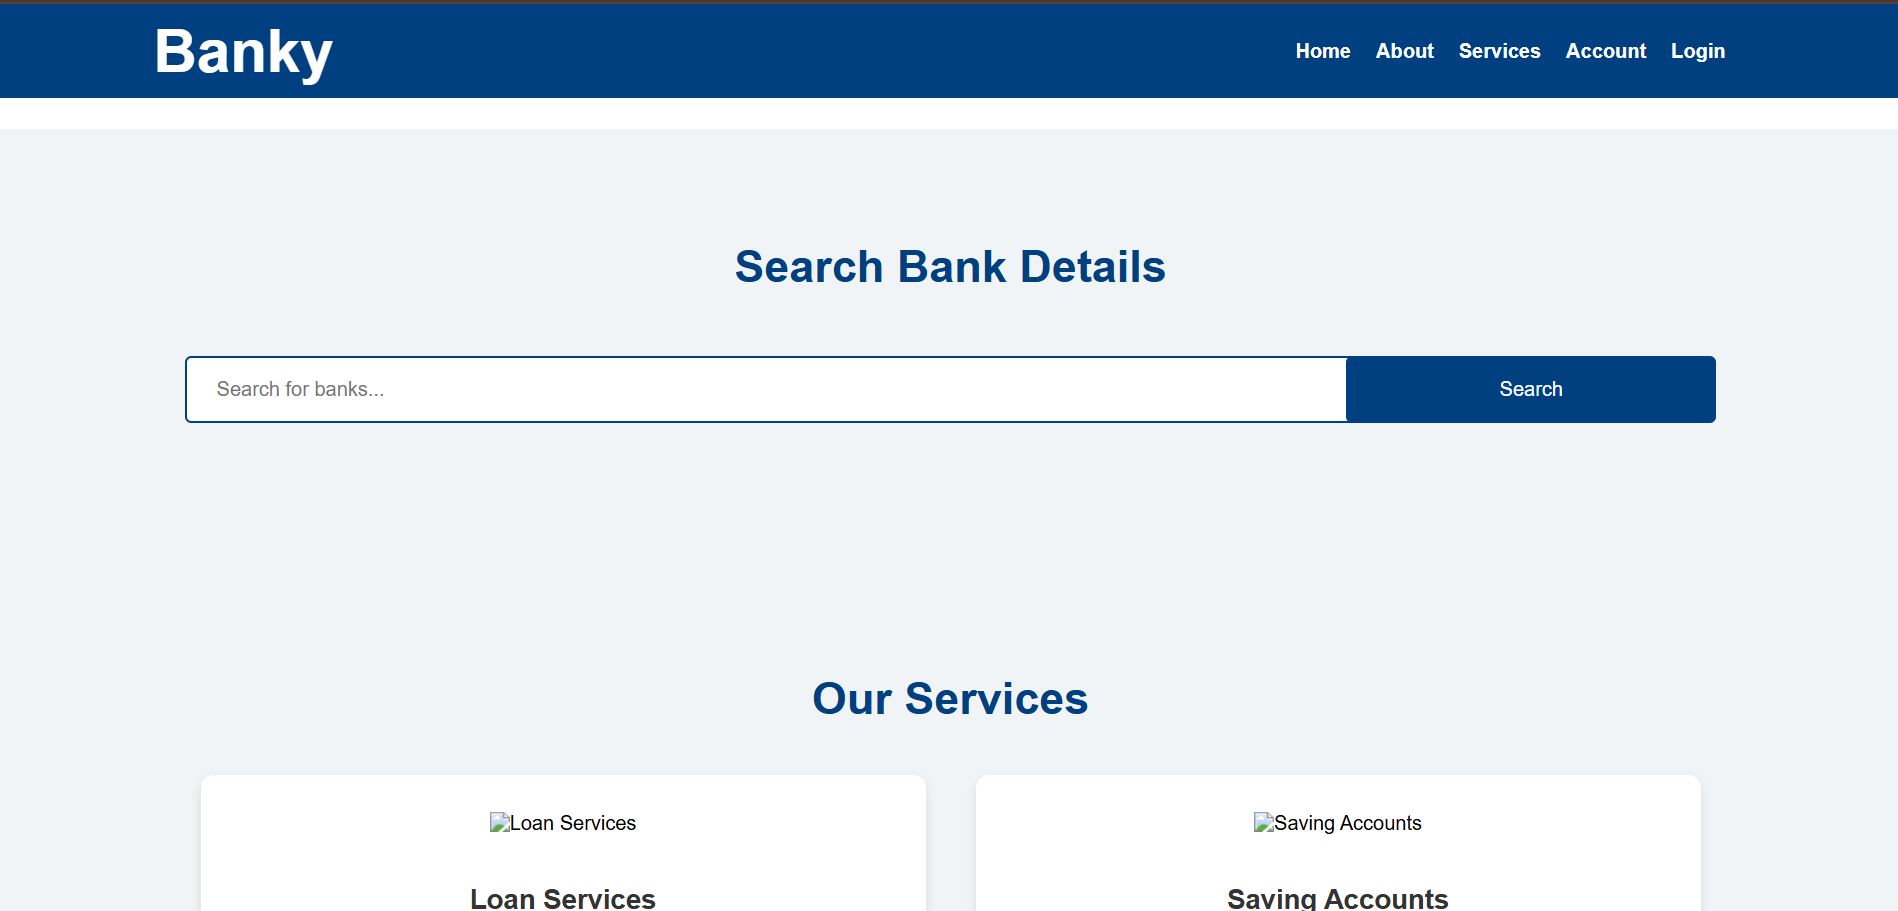 Banky
Home About Services Account Login
Search Bank Details
Search for banks...
Search
Our Services
Loan Services
Saving Accounts
Loan Services
Saving Accounts